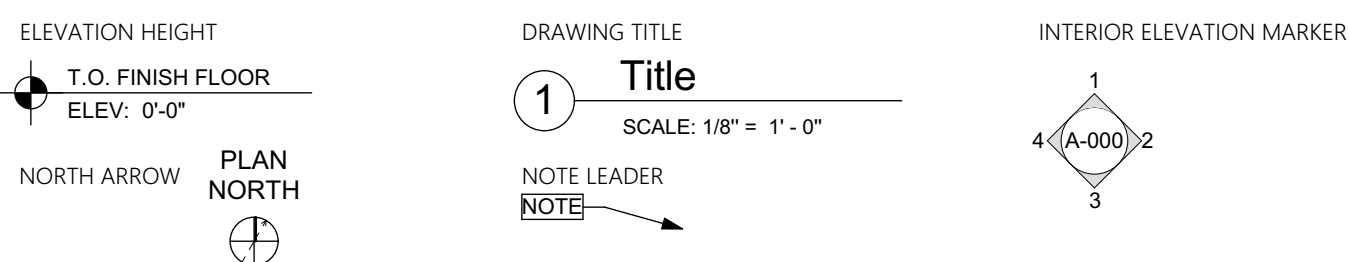 ELEVATION HEIGHT
T.O. FINISH FLOOR
ELEV: 0'-0"
NORTH ARROW
PLAN
NORTH
DRAWING TITLE
1
Title
SCALE: 1/8" = 1' - 0"
NOTE LEADER
NOTE
INTERIOR ELEVATION MARKER
1
4 A-000 2
3